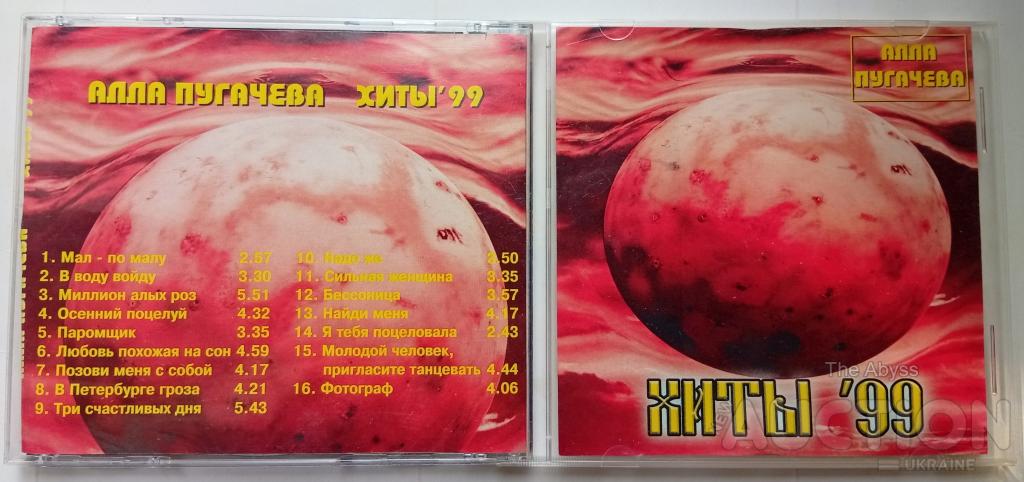 АЛЛА ПУГАЧЕВА ХИТЫ'99
1. Мал - по малу 2.57
2. В воду войду 3.30
3. Миллион алых роз 5.51
4. Осенний поцелуй 4.32
5. Паромщик 3.35
6. Любовь похожая на сон 4.59
7. Позови меня с собой 4.17
8. В Петербурге гроза 4.21
9. Три счастливых дня 5.43
10. Надо же 3.50
11. Сильная женщина 3.35
12. Бессоница 3.57
13. Найди меня 4.17
14. Я тебя поцеловала 2.43
15. Молодой человек,
пригласите танцевать 4.44
16. Фотограф 4.06
АЛЛА
ПУГАЧЕВА
ХИТЫ '99
The Abyss
AUCTION
UKRAINE